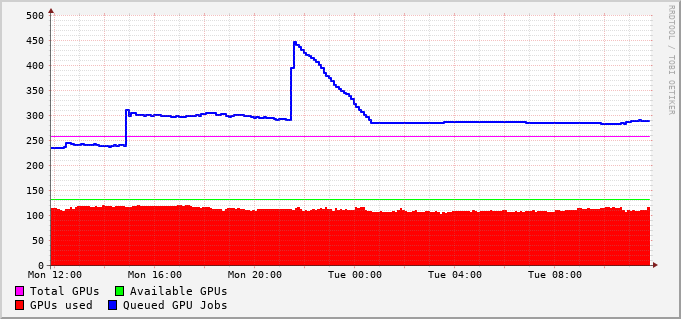 500
450
400
350
300
250
200
150
100
50
0
Mon 12:00 Mon 16:00 Mon 20:00 Tue 00:00 Tue 04:00 Tue 08:00
Total GPUs Available GPUs
GPUs used Queued GPU Jobs
RRDTOOL / TOBI OETIKER